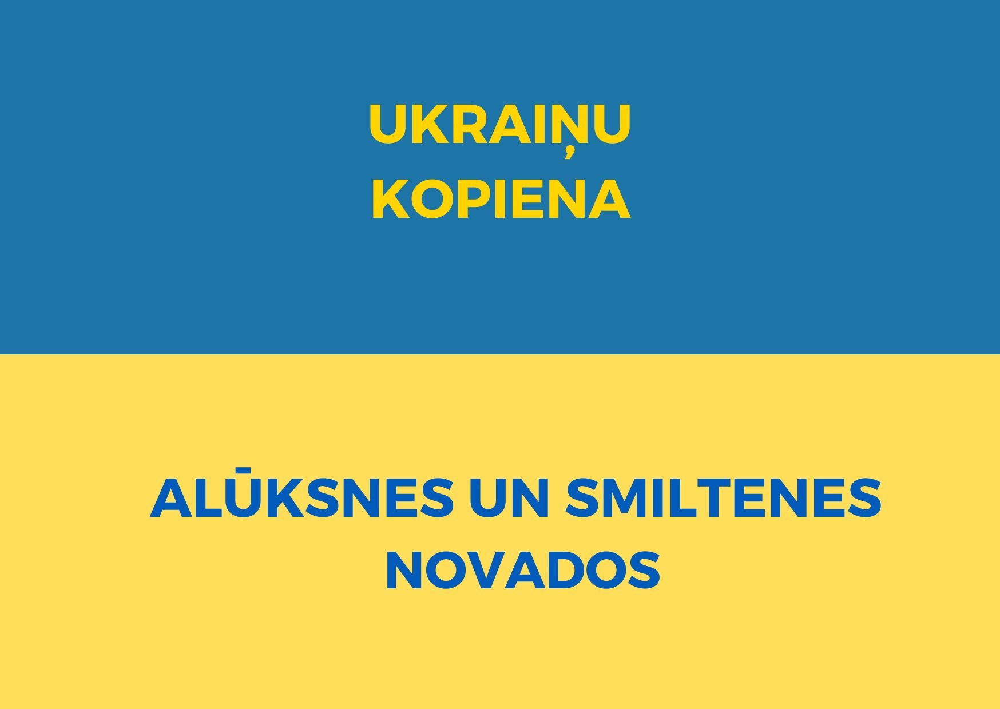 UKRAIŅU
KOPIENA
ALŪKSNES UN SMILTENES
NOVADOS